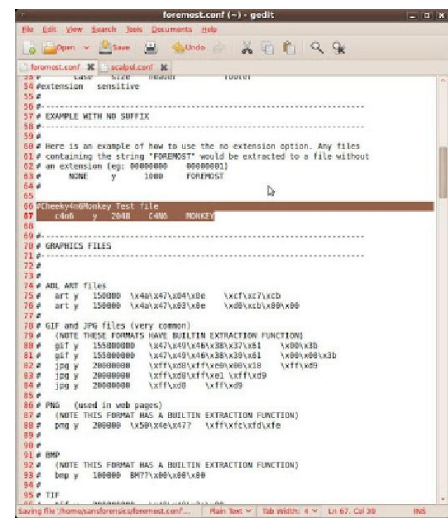 foremost.conf (~) - gedit
File Edit View Search Tools Documents Help
Open Save Undo
foremost.conf scalpel.conf
53 # case size header footer
54 #extension sensitive
55 #
56 #
57 # EXAMPLE WITH NO SUFFIX
58 #
59 #
60 # Here is an example of how to use the no extension option. Any files
61 # containing the string "FOREMOST" would be extracted to a file without
62 # an extension (eg: 00000000 00000001)
63 # NONE y 1000 FOREMOST
64 #
65
66 #Cheeky4n6Monkey Test file
67 c4n6 y 2048 C4N6 MONKEY
68
69 #
70 # GRAPHICS FILES
71 #
72 #
73 #
74 # AOL ART files
75 # art y 150000 \x4a\x47\x04\x0e \xcf\xc7\xcb
76 # art y 150000 \x4a\x47\x03\x0e \xd0\xcb\x00\x00
77 #
78 # GIF and JPG files (very common)
79 # (NOTE THESE FORMATS HAVE BUILTIN EXTRACTION FUNCTION)
80 # gif y 155000000 \x47\x49\x46\x38\x37\x61 \x00\x3b
81 # gif y 155000000 \x47\x49\x46\x38\x39\x61 \x00\x00\x3b
82 # jpg y 20000000 \xff\xd8\xff\xe0\x00\x10 \xff\xd9
83 # jpg y 20000000 \xff\xd8\xff\xe1 \xff\xd9
84 # jpg y 20000000 \xff\xd8 \xff\xd9
85 #
86 # PNG (used in web pages)
87 # (NOTE THIS FORMAT HAS A BUILTIN EXTRACTION FUNCTION)
88 # png y 200000 \x50\x4e\x47? \xff\xfc\xfd\xfe
89 #
90 #
91 # BMP
92 # (NOTE THIS FORMAT HAS A BUILTIN EXTRACTION FUNCTION)
93 # bmp y 100000 BM??\x00\x00\x00
94 #
95 # TIF
Saving file '/home/sansforensics/foremost.conf'... Plain Text Tab Width: 4 Ln 67, Col 30 INS